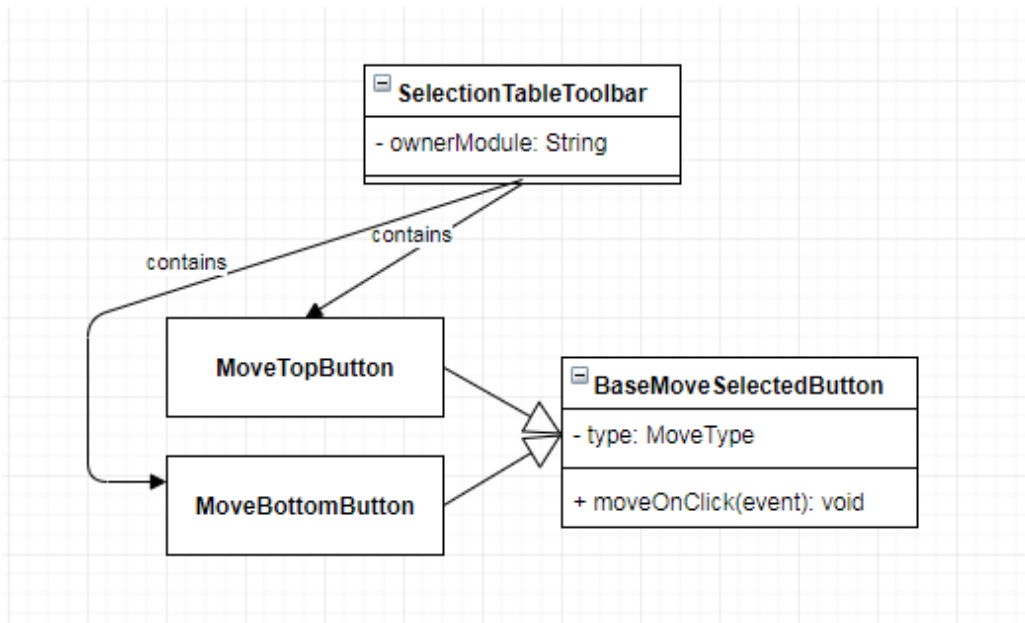 SelectionTableToolbar
- ownerModule: String
contains
contains
MoveTopButton
BaseMoveSelectedButton
- type: MoveType
MoveBottomButton
+ moveOnClick(event): void